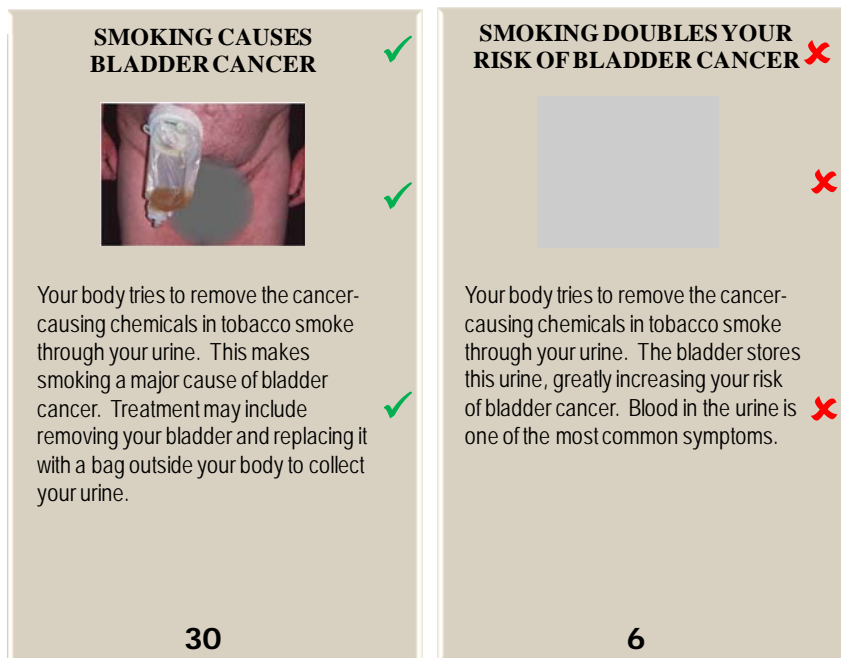 SMOKING CAUSES
BLADDER CANCER
Your body tries to remove the cancer-
causing chemicals in tobacco smoke
through your urine. This makes
smoking a major cause of bladder
cancer. Treatment may include
removing your bladder and replacing it
with a bag outside your body to collect
your urine.
30
SMOKING DOUBLES YOUR
RISK OF BLADDER CANCER
Your body tries to remove the cancer-
causing chemicals in tobacco smoke
through your urine. The bladder stores
this urine, greatly increasing your risk
of bladder cancer. Blood in the urine is
one of the most common symptoms.
6